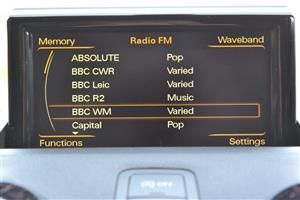 Memory Radio FM Waveband
ABSOLUTE Pop
BBC CWR Varied
BBC Leic Varied
BBC R2 Music
BBC WM Varied
Capital Pop
Functions Settings
OFF